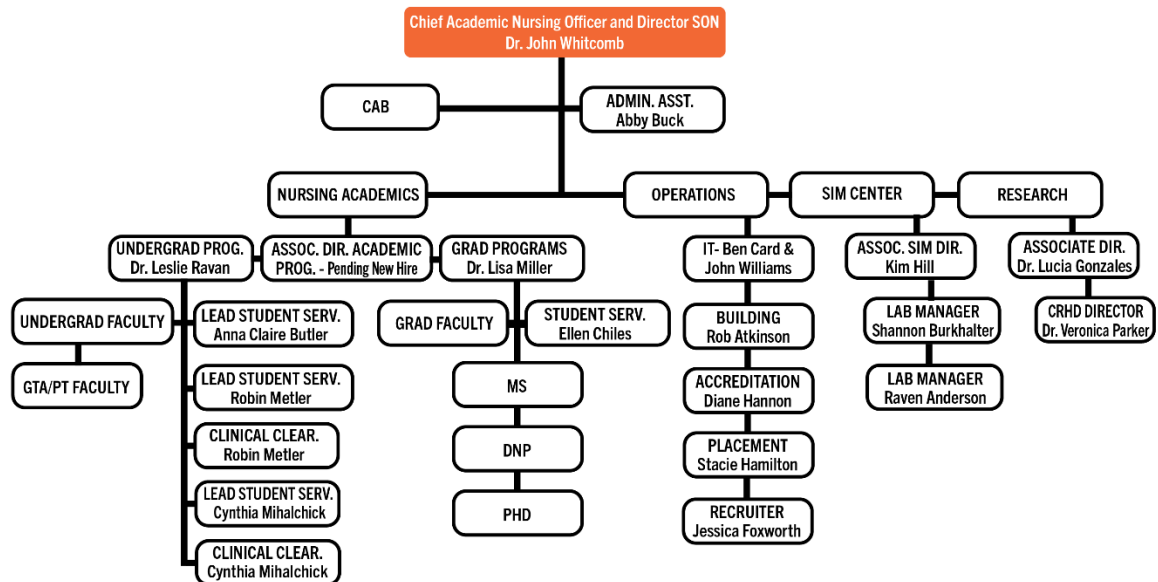 Chief Academic Nursing Officer and Director SON
Dr. John Whitcomb
CAB
ADMIN. ASST.
Abby Buck
NURSING ACADEMICS
OPERATIONS
SIM CENTER
RESEARCH
UNDERGRAD PROG.
Dr. Leslie Ravan
ASSOC. DIR. ACADEMIC
PROG. - Pending New Hire
GRAD PROGRAMS
Dr. Lisa Miller
IT- Ben Card &
John Williams
ASSOC. SIM DIR.
Kim Hill
ASSOCIATE DIR.
Dr. Lucia Gonzales
UNDERGRAD FACULTY
LEAD STUDENT SERV.
Anna Claire Butler
GRAD FACULTY
STUDENT SERV.
Ellen Chiles
BUILDING
Rob Atkinson
LAB MANAGER
Shannon Burkhalter
CRHD DIRECTOR
Dr. Veronica Parker
GTA/PT FACULTY
LEAD STUDENT SERV.
Robin Metler
MS
ACCREDITATION
Diane Hannon
LAB MANAGER
Raven Anderson
CLINICAL CLEAR.
Robin Metler
DNP
PLACEMENT
Stacie Hamilton
LEAD STUDENT SERV.
Cynthia Mihalchick
PHD
RECRUITER
Jessica Foxworth
CLINICAL CLEAR.
Cynthia Mihalchick